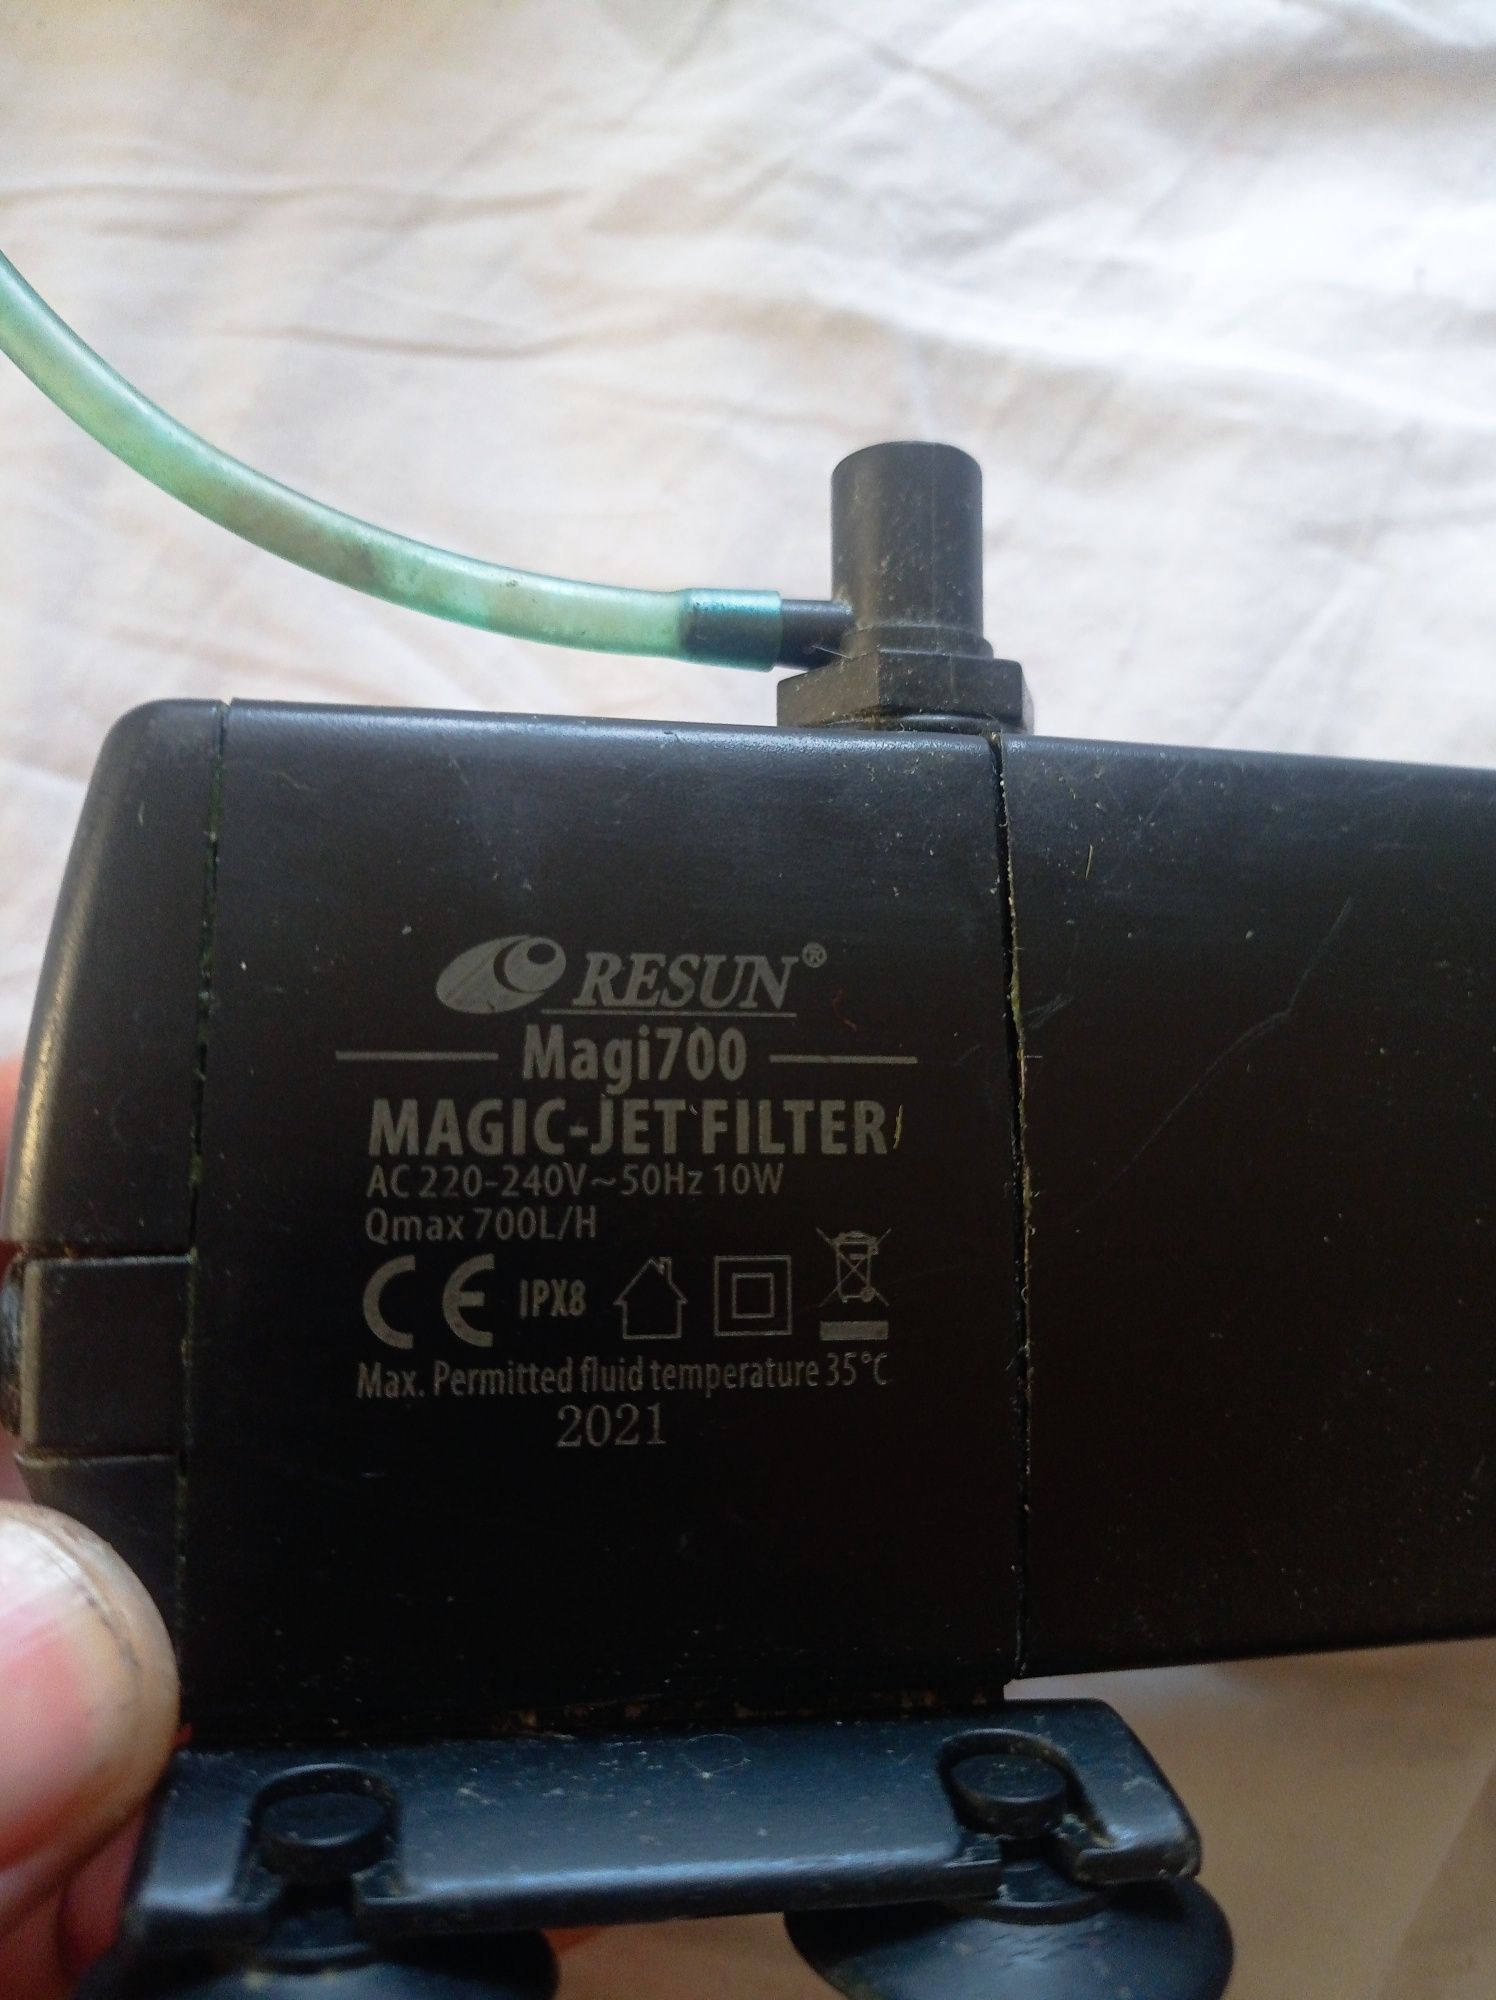 RESUN®
Magi700
MAGIC-JET FILTER
AC 220-240V~50Hz 10W
Qmax 700L/H
CE IPX8
Max. Permitted fluid temperature 35°C
2021